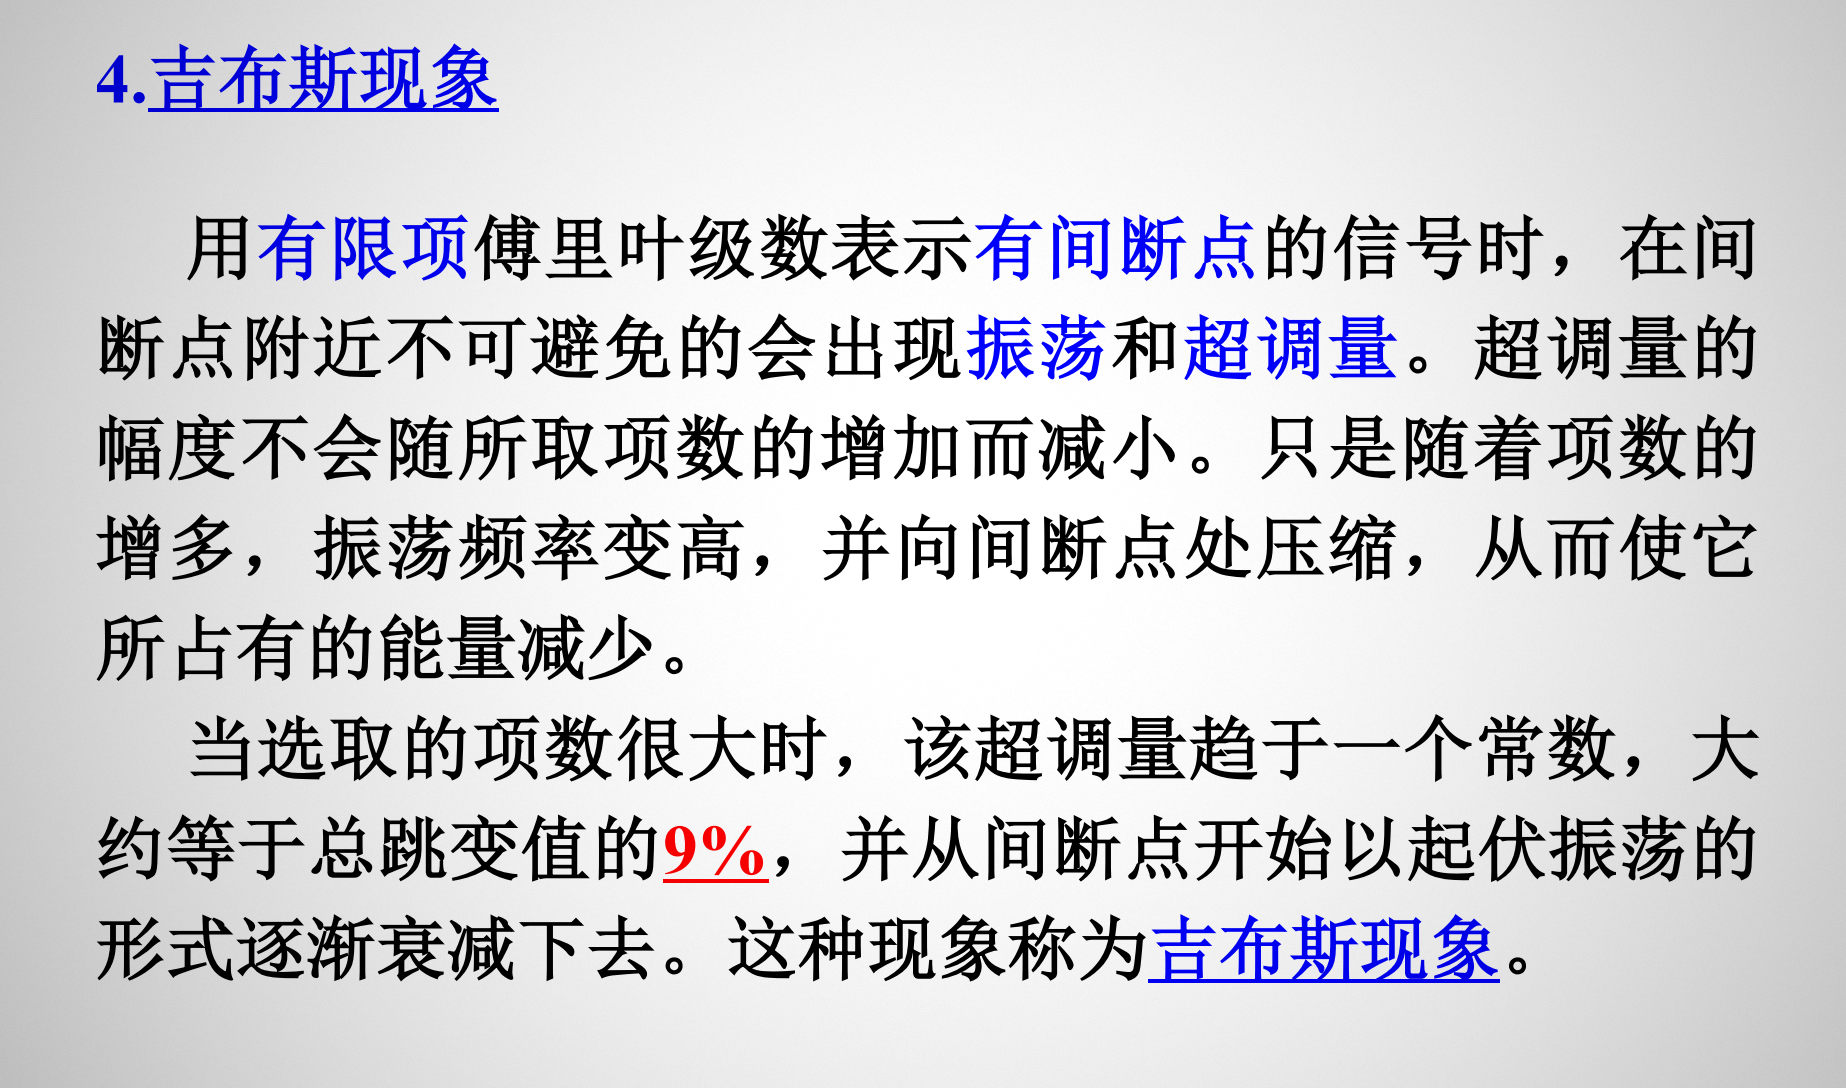 4.吉布斯现象
用有限项傅里叶级数表示有间断点的信号时，在间
断点附近不可避免的会出现振荡和超调量。超调量的
幅度不会随所取项数的增加而减小。只是随着项数的
增多，振荡频率变高，并向间断点处压缩，从而使它
所占有的能量减少。
当选取的项数很大时，该超调量趋于一个常数，大
约等于总跳变值的9%，并从间断点开始以起伏振荡的
形式逐渐衰减下去。这种现象称为吉布斯现象。